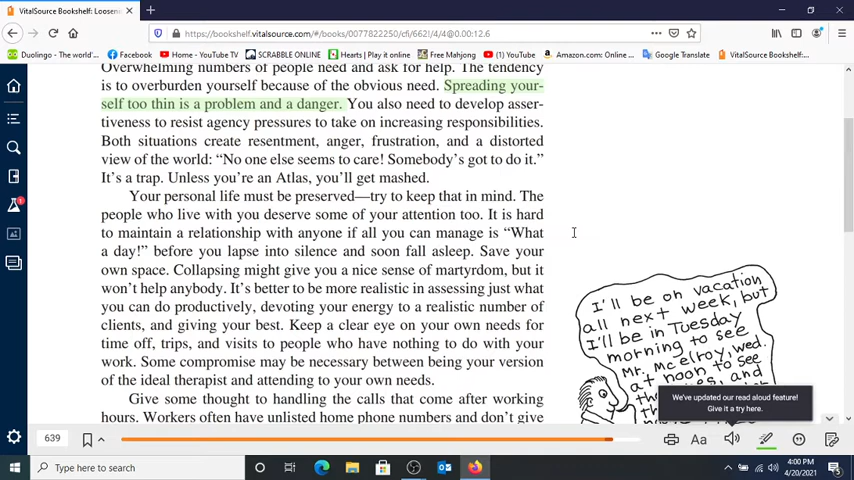 VitalSource Bookshelf: Looseni
https://bookshelf.vitalsource.com/#/books/0077822250/cfi/662!/4/4@0.00:12.6
Duolingo - The world'...
Facebook
Home - YouTube TV
SCRABBLE ONLINE
Hearts | Play it online
Free Mahjong
(1) YouTube
Amazon.com: Online ...
Google Translate
VitalSource Bookshelf:
Overwhelming numbers of people need and ask for help. The tendency
is to overburden yourself because of the obvious need. Spreading your-
self too thin is a problem and a danger. You also need to develop asser-
tiveness to resist agency pressures to take on increasing responsibilities.
Both situations create resentment, anger, frustration, and a distorted
view of the world: “No one else seems to care! Somebody’s got to do it.”
It’s a trap. Unless you’re an Atlas, you’ll get mashed.
Your personal life must be preserved—try to keep that in mind. The
people who live with you deserve some of your attention too. It is hard
to maintain a relationship with anyone if all you can manage is “What
a day!” before you lapse into silence and soon fall asleep. Save your
own space. Collapsing might give you a nice sense of martyrdom, but it
won’t help anybody. It’s better to be more realistic in assessing just what
you can do productively, devoting your energy to a realistic number of
clients, and giving your best. Keep a clear eye on your own needs for
time off, trips, and visits to people who have nothing to do with your
work. Some compromise may be necessary between being your version
of the ideal therapist and attending to your own needs.
Give some thought to handling the calls that come after working
hours. Workers often have unlisted home phone numbers and don’t give
I'll be on vacation
all next week, but
I'll be in Tuesday
morning to see
Mr. McElroy, wed.
at noon to see
and
We've updated our read aloud feature!
Give it a try here.
1
639
Aa
Type here to search
4:00 PM
4/20/2021